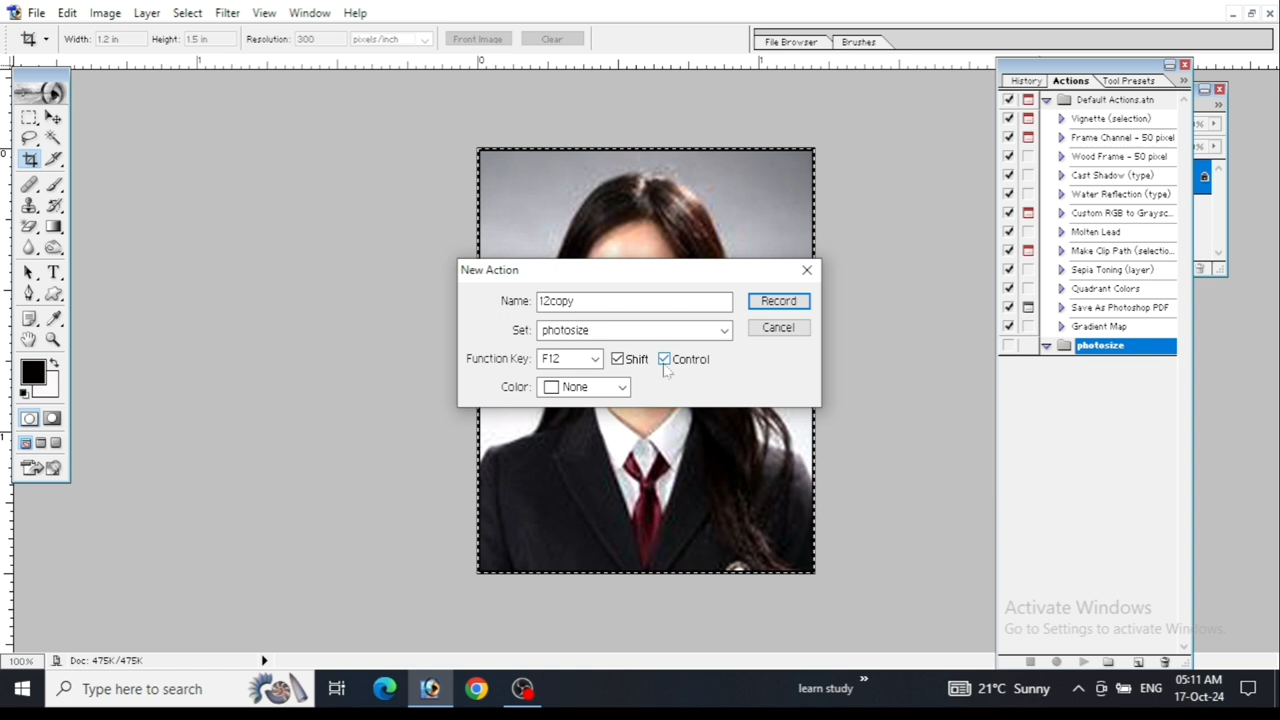 File Edit Image Layer Select Filter View Window Help
Width: 1.2 in Height: 1.5 in Resolution: 300 pixels/inch Front Image Clear
File Browser Brushes
1 0 1
History Actions Tool Presets
Default Actions.atn
Vignette (selection)
Frame Channel - 50 pixel
Wood Frame - 50 pixel
Cast Shadow (type)
Water Reflection (type)
Custom RGB to Graysc...
Molten Lead
Make Clip Path (selectio...
Sepia Toning (layer)
Quadrant Colors
Save As Photoshop PDF
Gradient Map
photosize
0
1
New Action
Name: 12copy Record
Set: photosize Cancel
Function Key: F12 Shift Control
Color: None
Activate Windows
Go to Settings to activate Windows.
100% Doc: 475K/475K
Type here to search
learn study
21°C Sunny
ENG
05:11 AM
17-Oct-24